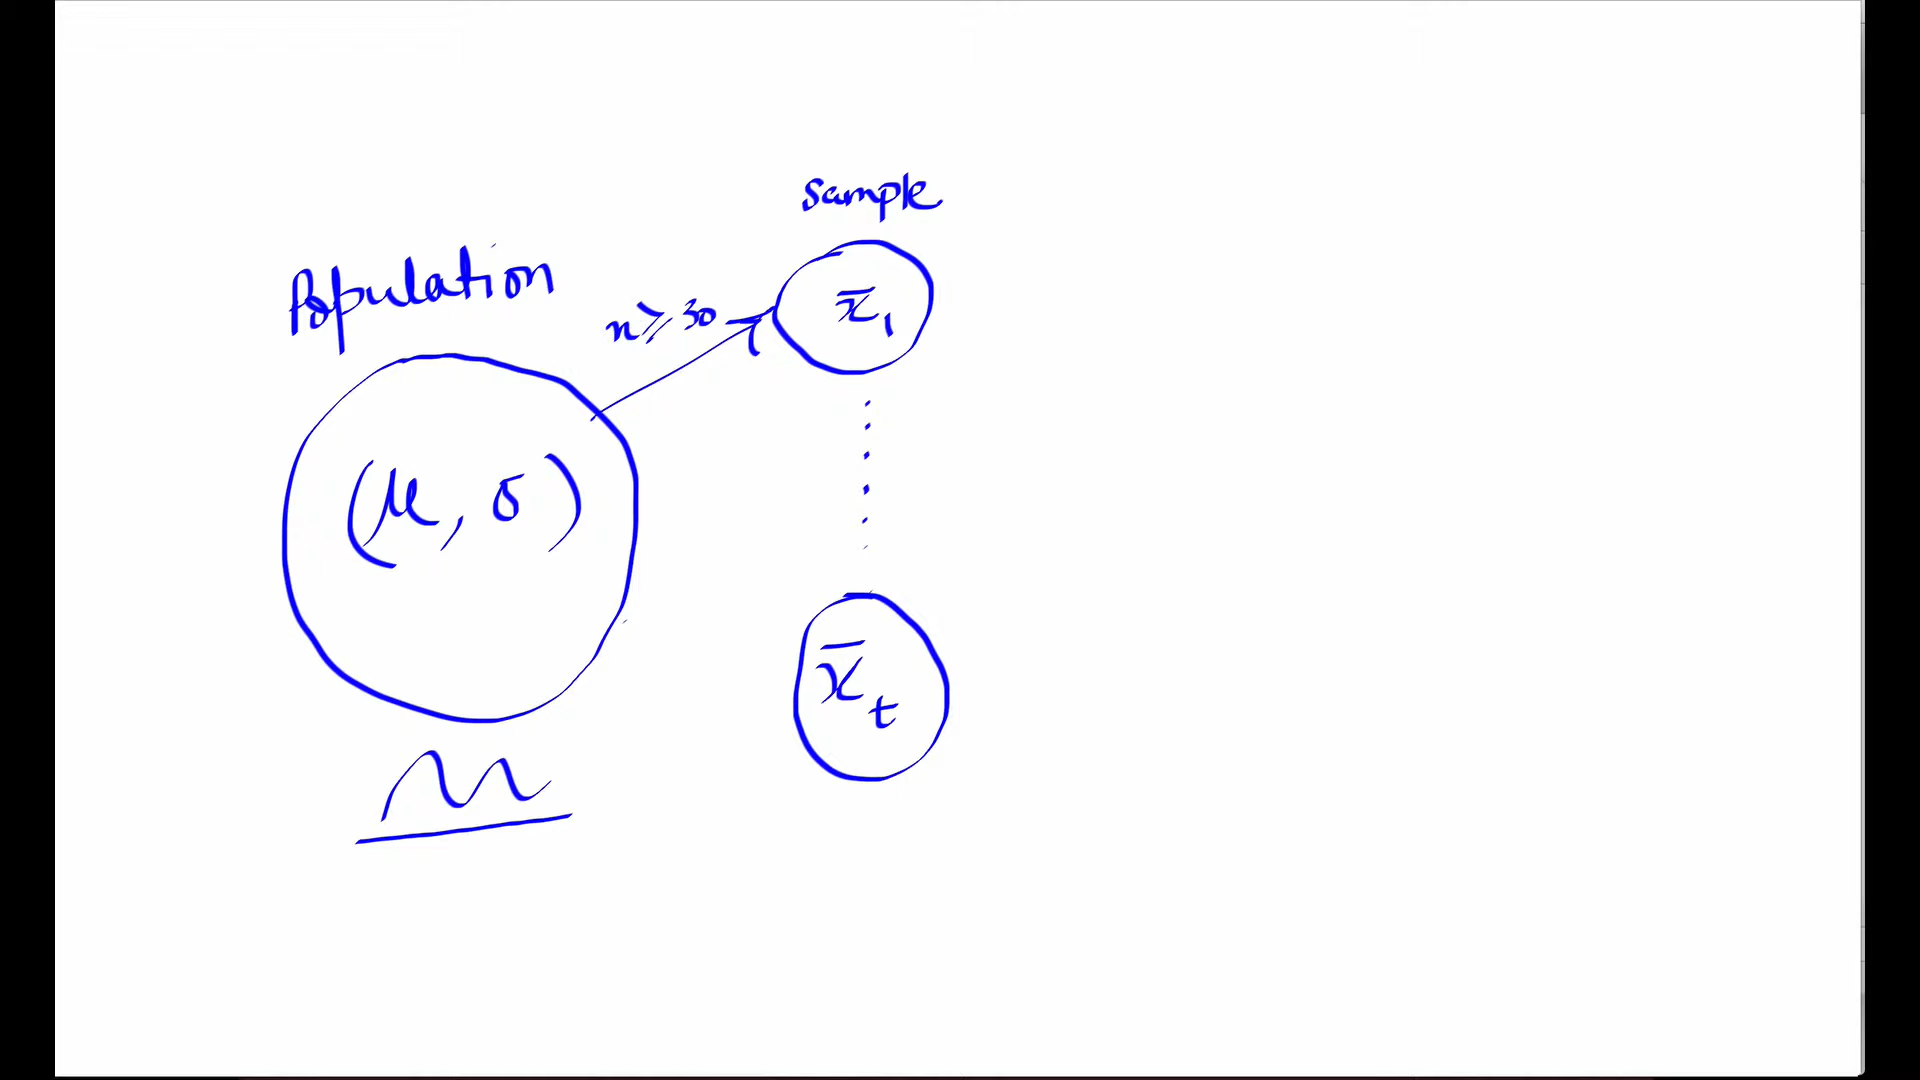 sample
Population
n ⩾ 30
x̄₁
(μ, σ)
x̄ₜ